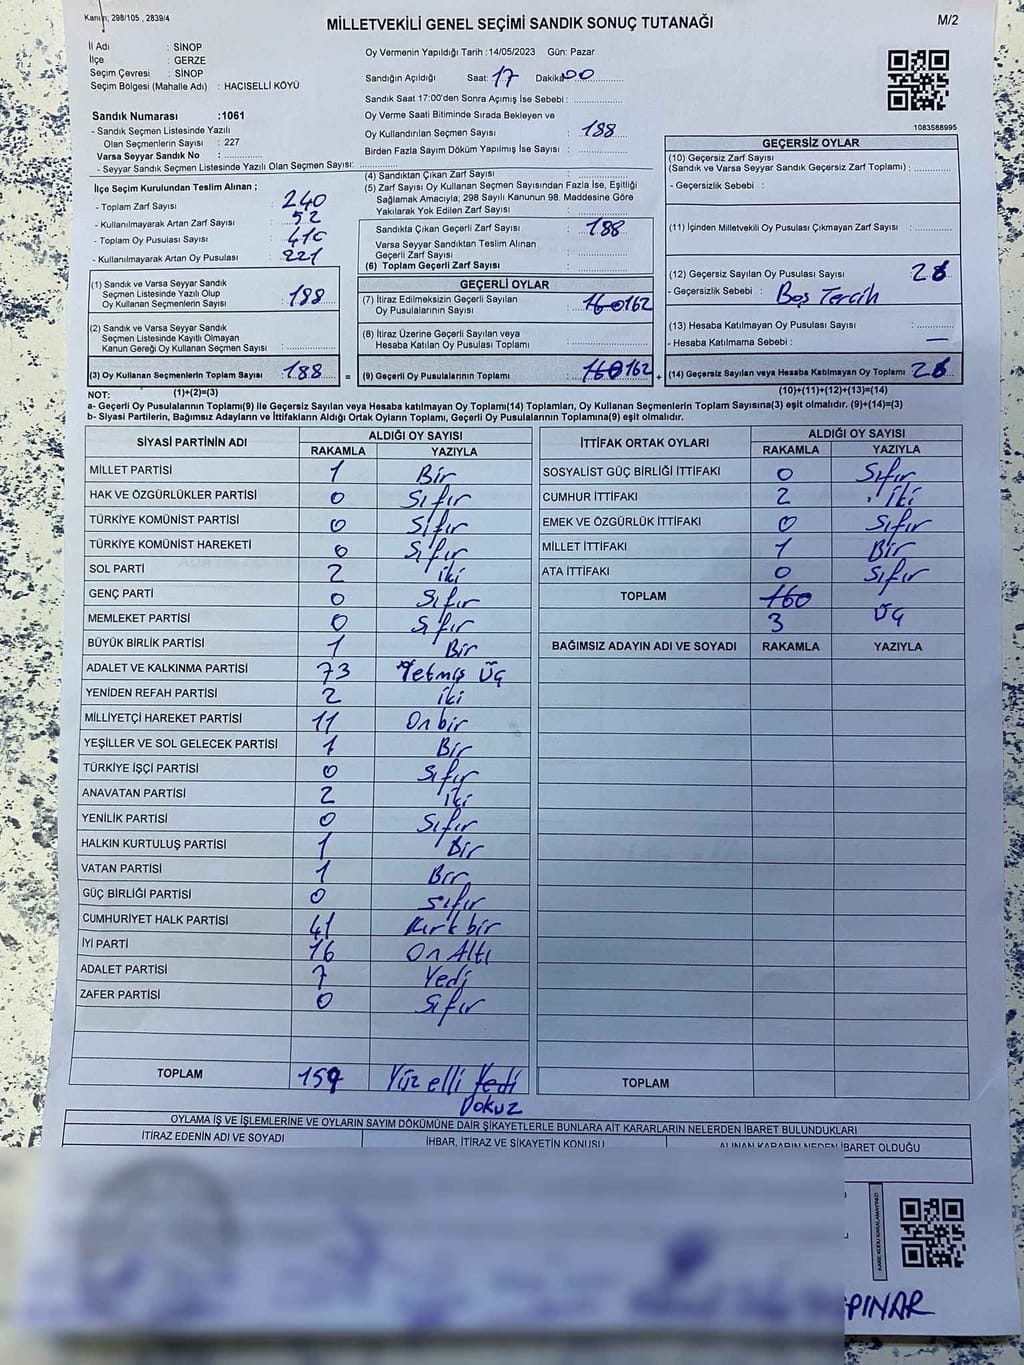 Kanun; 298/105 , 2839/4
MİLLETVEKİLİ GENEL SEÇİMİ SANDIK SONUÇ TUTANAĞI
M/2
İl Adı : SİNOP
İlçe : GERZE
Seçim Çevresi : SİNOP
Seçim Bölgesi (Mahalle Adı) : HACISELLİ KÖYÜ
Oy Vermenin Yapıldığı Tarih :14/05/2023 Gün: Pazar
Sandığın Açıldığı Saat: 17 Dakika 00
Sandık Saat 17:00'den Sonra Açımış İse Sebebi :
Oy Verme Saati Bitiminde Sırada Bekleyen ve
Oy Kullandırılan Seçmen Sayısı : 188
Birden Fazla Sayım Döküm Yapılmış İse Sayısı :
1083588995
Sandık Numarası :1061
- Sandık Seçmen Listesinde Yazılı
Olan Seçmenlerin Sayısı : 227
Varsa Seyyar Sandık No :
- Seyyar Sandık Seçmen Listesinde Yazılı Olan Seçmen Sayısı:
İlçe Seçim Kurulundan Teslim Alınan ;
- Toplam Zarf Sayısı : 240
- Kullanılmayarak Artan Zarf Sayısı : 52
- Toplam Oy Pusulası Sayısı :
- Kullanılmayarak Artan Oy Pusulası : 221
(4) Sandıktan Çıkan Zarf Sayısı :
(5) Zarf Sayısı Oy Kullanan Seçmen Sayısından Fazla İse, Eşitliği
Sağlamak Amacıyla; 298 Sayılı Kanunun 98. Maddesine Göre
Yakılarak Yok Edilen Zarf Sayısı :
Sandıkta Çıkan Geçerli Zarf Sayısı : 188
Varsa Seyyar Sandıktan Teslim Alınan
Geçerli Zarf Sayısı :
(6) Toplam Geçerli Zarf Sayısı :
GEÇERSİZ OYLAR
(10) Geçersiz Zarf Sayısı
(Sandık ve Varsa Seyyar Sandık Geçersiz Zarf Toplamı) :
- Geçersizlik Sebebi :
(11) İçinden Milletvekili Oy Pusulası Çıkmayan Zarf Sayısı :
(12) Geçersiz Sayılan Oy Pusulası Sayısı : 26
- Geçersizlik Sebebi : Boş Tercih
(13) Hesaba Katılmayan Oy Pusulası Sayısı :
- Hesaba Katılmama Sebebi : —
(14) Geçersiz Sayılan veya Hesaba Katılmayan Oy Toplamı 26
(10)+(11)+(12)+(13)=(14)
(1) Sandık ve Varsa Seyyar Sandık
Seçmen Listesinde Yazılı Olup
Oy Kullanan Seçmenlerin Sayısı : 188
(2) Sandık ve Varsa Seyyar Sandık
Seçmen Listesinde Kayıtlı Olmayan
Kanun Gereği Oy Kullanan Seçmen Sayısı :
(3) Oy Kullanan Seçmenlerin Toplam Sayısı : 188 =
(1)+(2)=(3)
GEÇERLİ OYLAR
(7) İtiraz Edilmeksizin Geçerli Sayılan
Oy Pusulalarının Sayısı : 160 162
(8) İtiraz Üzerine Geçerli Sayılan veya
Hesaba Katılan Oy Pusulası Toplamı :
(9) Geçerli Oy Pusulalarının Toplamı : 160 162 +
NOT:
a- Geçerli Oy Pusulalarının Toplamı(9) ile Geçersiz Sayılan veya Hesaba katılmayan Oy Toplamı(14) Toplamları, Oy Kullanan Seçmenlerin Toplam Sayısına(3) eşit olmalıdır. (9)+(14)=(3)
b- Siyasi Partilerin, Bağımsız Adayların ve İttifakların Aldığı Ortak Oyların Toplamı, Geçerli Oy Pusulalarının Toplamına(9) eşit olmalıdır.
SİYASİ PARTİNİN ADI ALDIĞI OY SAYISI
RAKAMLA YAZIYLA
MİLLET PARTİSİ 1 Bir
HAK VE ÖZGÜRLÜKLER PARTİSİ 0 Sıfır
TÜRKİYE KOMÜNİST PARTİSİ 0 Sıfır
TÜRKİYE KOMÜNİST HAREKETİ 0 Sıfır
SOL PARTİ 2 iki
GENÇ PARTİ 0 Sıfır
MEMLEKET PARTİSİ 0 Sıfır
BÜYÜK BİRLİK PARTİSİ 1 Bir
ADALET VE KALKINMA PARTİSİ 73 Yetmiş Üç
YENİDEN REFAH PARTİSİ 2 iki
MİLLİYETÇİ HAREKET PARTİSİ 11 Onbir
YEŞİLLER VE SOL GELECEK PARTİSİ 1 Bir
TÜRKİYE İŞÇİ PARTİSİ 0 Sıfır
ANAVATAN PARTİSİ 2 iki
YENİLİK PARTİSİ 0 Sıfır
HALKIN KURTULUŞ PARTİSİ 1 Bir
VATAN PARTİSİ 1 Bir
GÜÇ BİRLİĞİ PARTİSİ 0 Sıfır
CUMHURİYET HALK PARTİSİ 41 Kırk bir
İYİ PARTİ 16 On Altı
ADALET PARTİSİ 7 Yedi
ZAFER PARTİSİ 0 Sıfır
TOPLAM 159 Yüz elli Yedi
Dokuz
İTTİFAK ORTAK OYLARI ALDIĞI OY SAYISI
RAKAMLA YAZIYLA
SOSYALİST GÜÇ BİRLİĞİ İTTİFAKI 0 Sıfır
CUMHUR İTTİFAKI 2 iki
EMEK VE ÖZGÜRLÜK İTTİFAKI 0 Sıfır
MİLLET İTTİFAKI 1 Bir
ATA İTTİFAKI 0 Sıfır
TOPLAM 160
3 Üç
BAĞIMSIZ ADAYIN ADI VE SOYADI RAKAMLA YAZIYLA
TOPLAM
OYLAMA İŞ VE İŞLEMLERİNE VE OYLARIN SAYIM DÖKÜMÜNE DAİR ŞİKAYETLERLE BUNLARA AİT KARARLARIN NELERDEN İBARET BULUNDUKLARI
İTİRAZ EDENİN ADI VE SOYADI İHBAR, İTİRAZ VE ŞİKAYETİN KONUSU ALINAN KARARIN NEDEN İBARET OLDUĞU
KARE KODU KARALAMAYINIZ!
PINAR